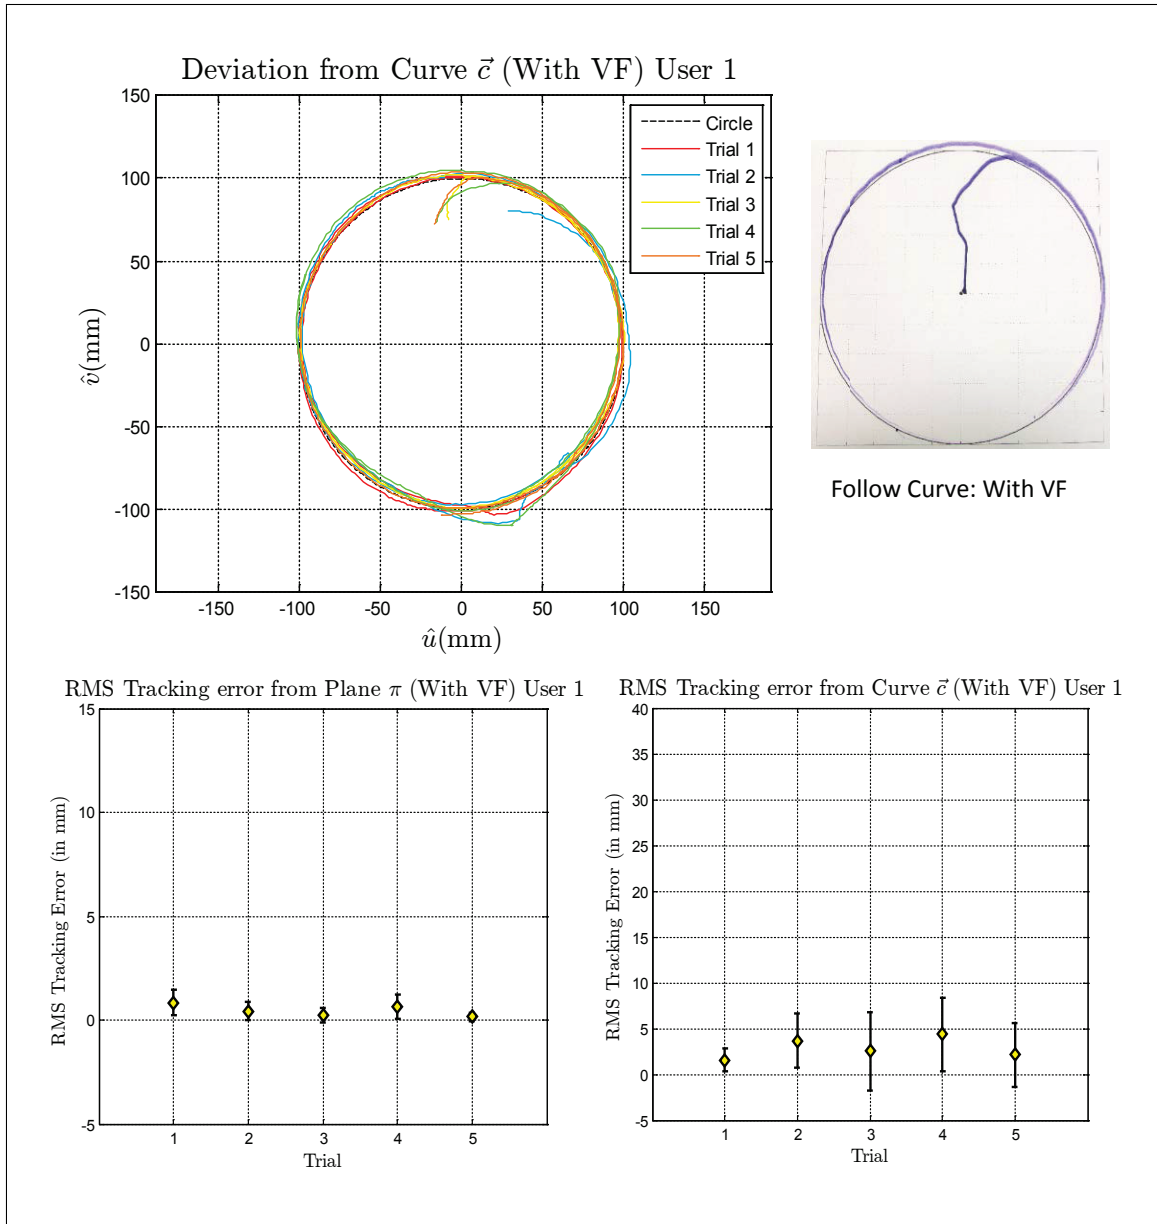 Deviation from Curve c⃗ (With VF) User 1
150
100
50
0
-50
-100
-150
-150
-100
-50
0
50
100
150
v̂(mm)
û(mm)
Circle
Trial 1
Trial 2
Trial 3
Trial 4
Trial 5
Follow Curve: With VF
RMS Tracking error from Plane π (With VF) User 1
15
10
5
0
-5
1
2
3
4
5
RMS Tracking Error (in mm)
Trial
RMS Tracking error from Curve c⃗ (With VF) User 1
40
35
30
25
20
15
10
5
0
-5
1
2
3
4
5
RMS Tracking Error (in mm)
Trial